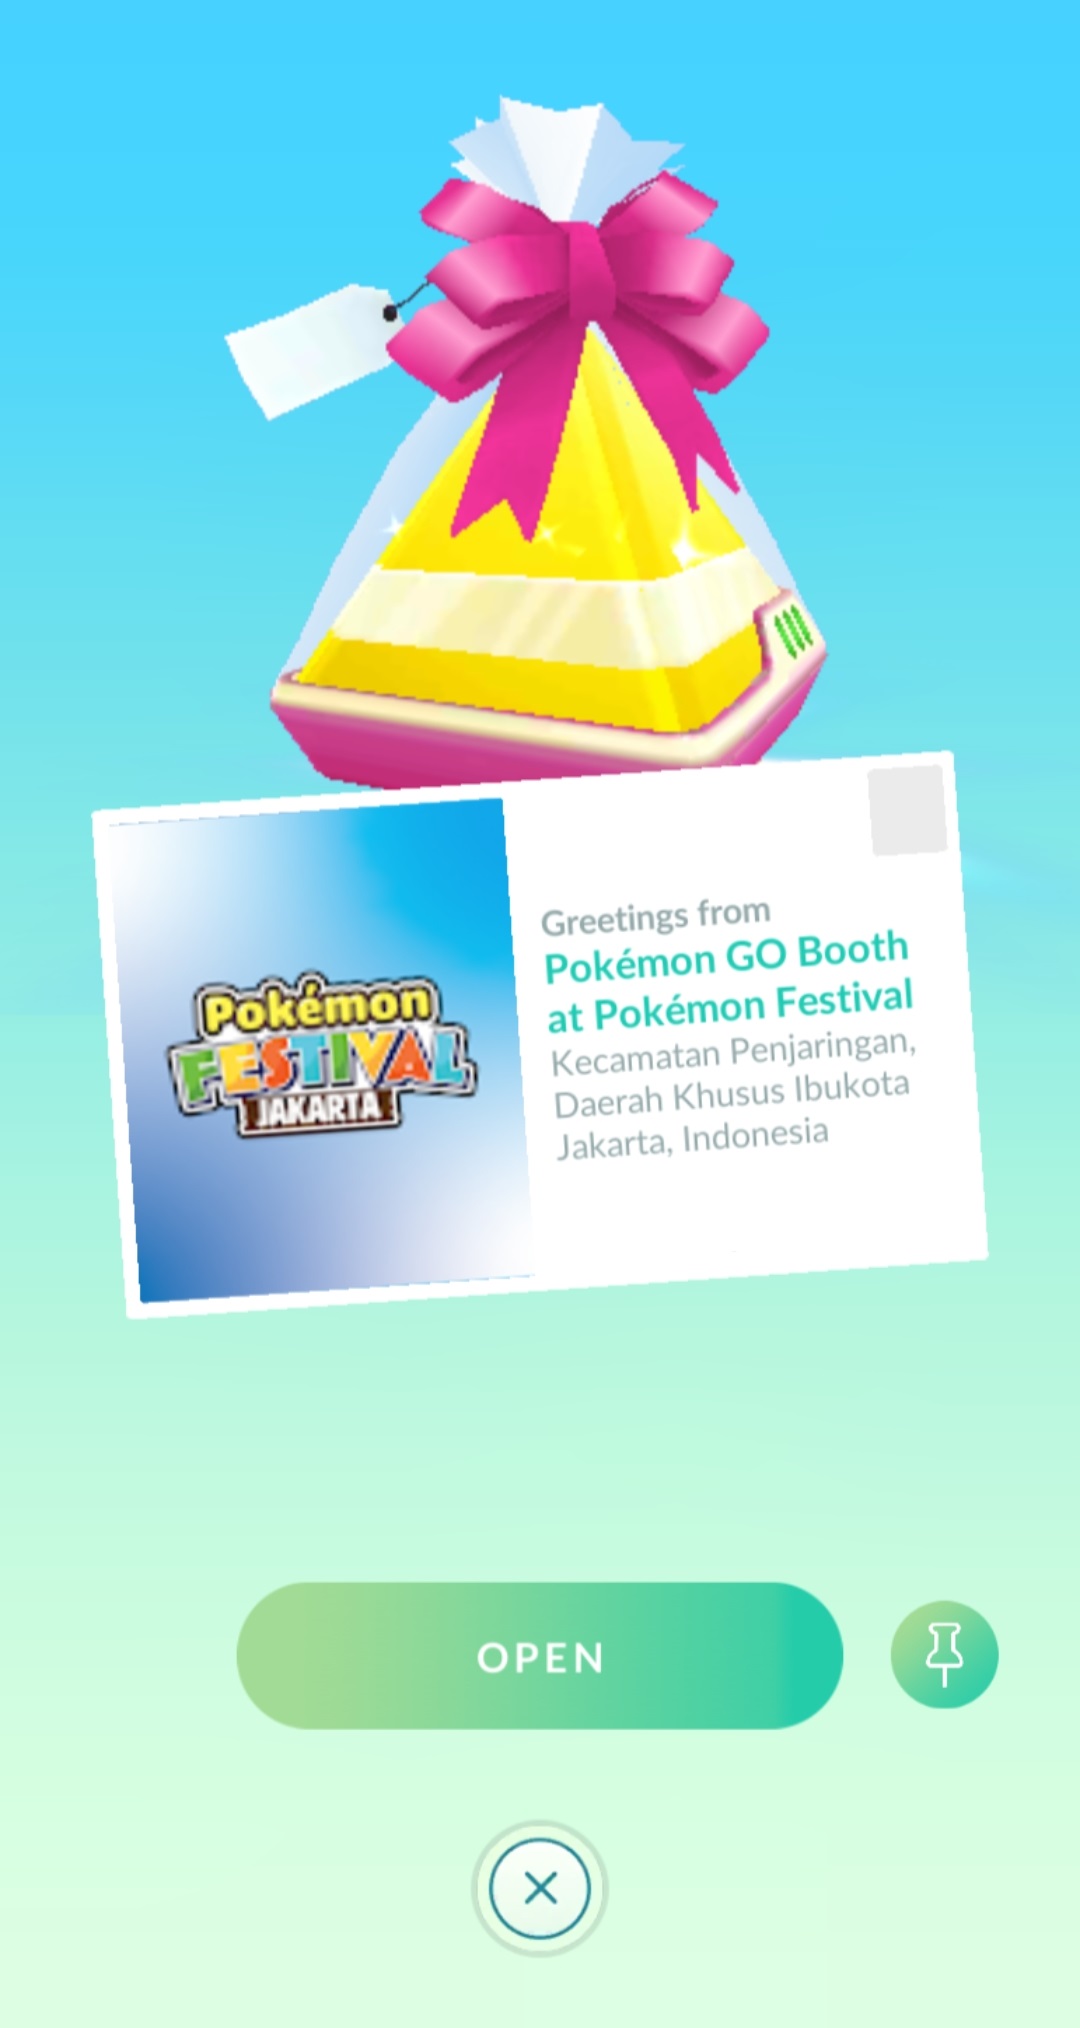 Pokémon
FESTIVAL
JAKARTA
Greetings from
Pokémon GO Booth
at Pokémon Festival
Kecamatan Penjaringan,
Daerah Khusus Ibukota
Jakarta, Indonesia
OPEN